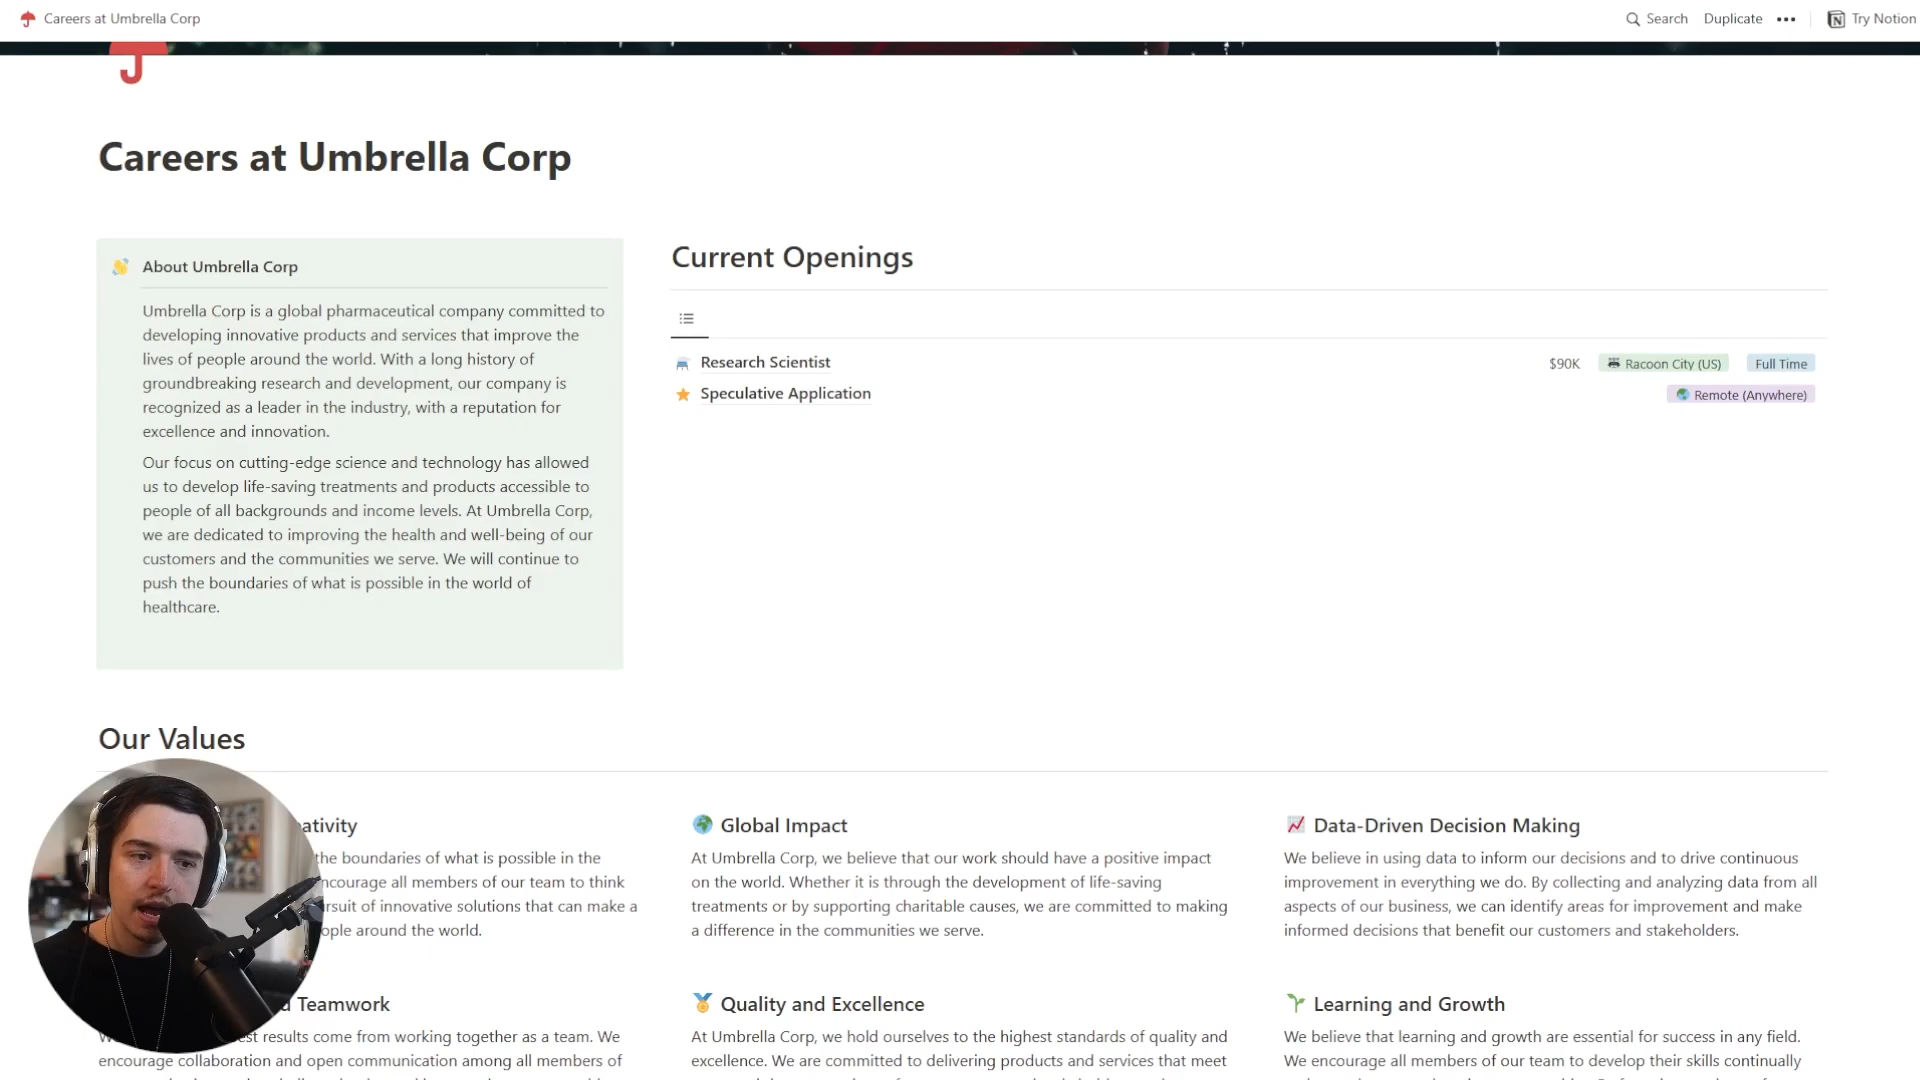 Careers at Umbrella Corp
Search Duplicate Try Notion
Careers at Umbrella Corp
About Umbrella Corp
Umbrella Corp is a global pharmaceutical company committed to
developing innovative products and services that improve the
lives of people around the world. With a long history of
groundbreaking research and development, our company is
recognized as a leader in the industry, with a reputation for
excellence and innovation.
Our focus on cutting-edge science and technology has allowed
us to develop life-saving treatments and products accessible to
people of all backgrounds and income levels. At Umbrella Corp,
we are dedicated to improving the health and well-being of our
customers and the communities we serve. We will continue to
push the boundaries of what is possible in the world of
healthcare.
Current Openings
Research Scientist $90K Racoon City (US) Full Time
Speculative Application Remote (Anywhere)
Our Values
the boundaries of what is possible in the
all members of our team to think
of innovative solutions that can make a
around the world.
Global Impact
At Umbrella Corp, we believe that our work should have a positive impact
on the world. Whether it is through the development of life-saving
treatments or by supporting charitable causes, we are committed to making
a difference in the communities we serve.
Data-Driven Decision Making
We believe in using data to inform our decisions and to drive continuous
improvement in everything we do. By collecting and analyzing data from all
aspects of our business, we can identify areas for improvement and make
informed decisions that benefit our customers and stakeholders.
Teamwork
results come from working together as a team. We
encourage collaboration and open communication among all members of
Quality and Excellence
At Umbrella Corp, we hold ourselves to the highest standards of quality and
excellence. We are committed to delivering products and services that meet
Learning and Growth
We believe that learning and growth are essential for success in any field.
We encourage all members of our team to develop their skills continually